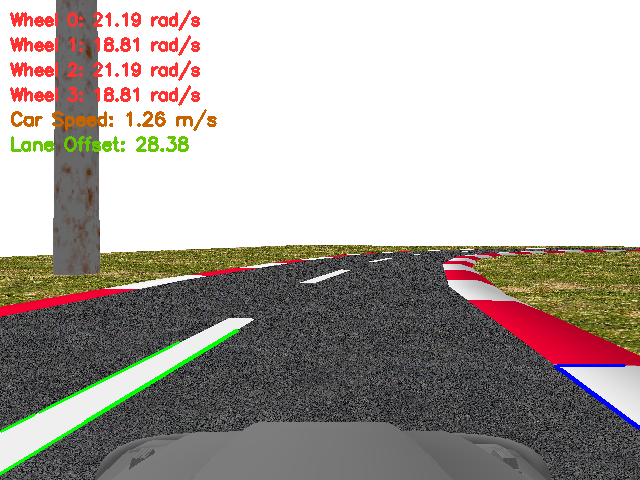 Wheel 0: 21.19 rad/s
Wheel 1: 18.81 rad/s
Wheel 2: 21.19 rad/s
Wheel 3: 18.81 rad/s
Car Speed: 1.26 m/s
Lane Offset: 28.38